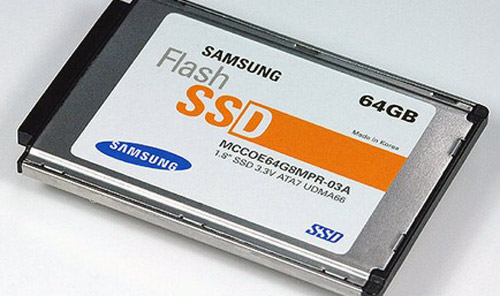 SAMSUNG
Flash
SSD
64GB
Made in Korea
MCCOE64G8MPR-03A
1.8" SSD 3.3V ATA7 UDMA66
SAMSUNG
SSD